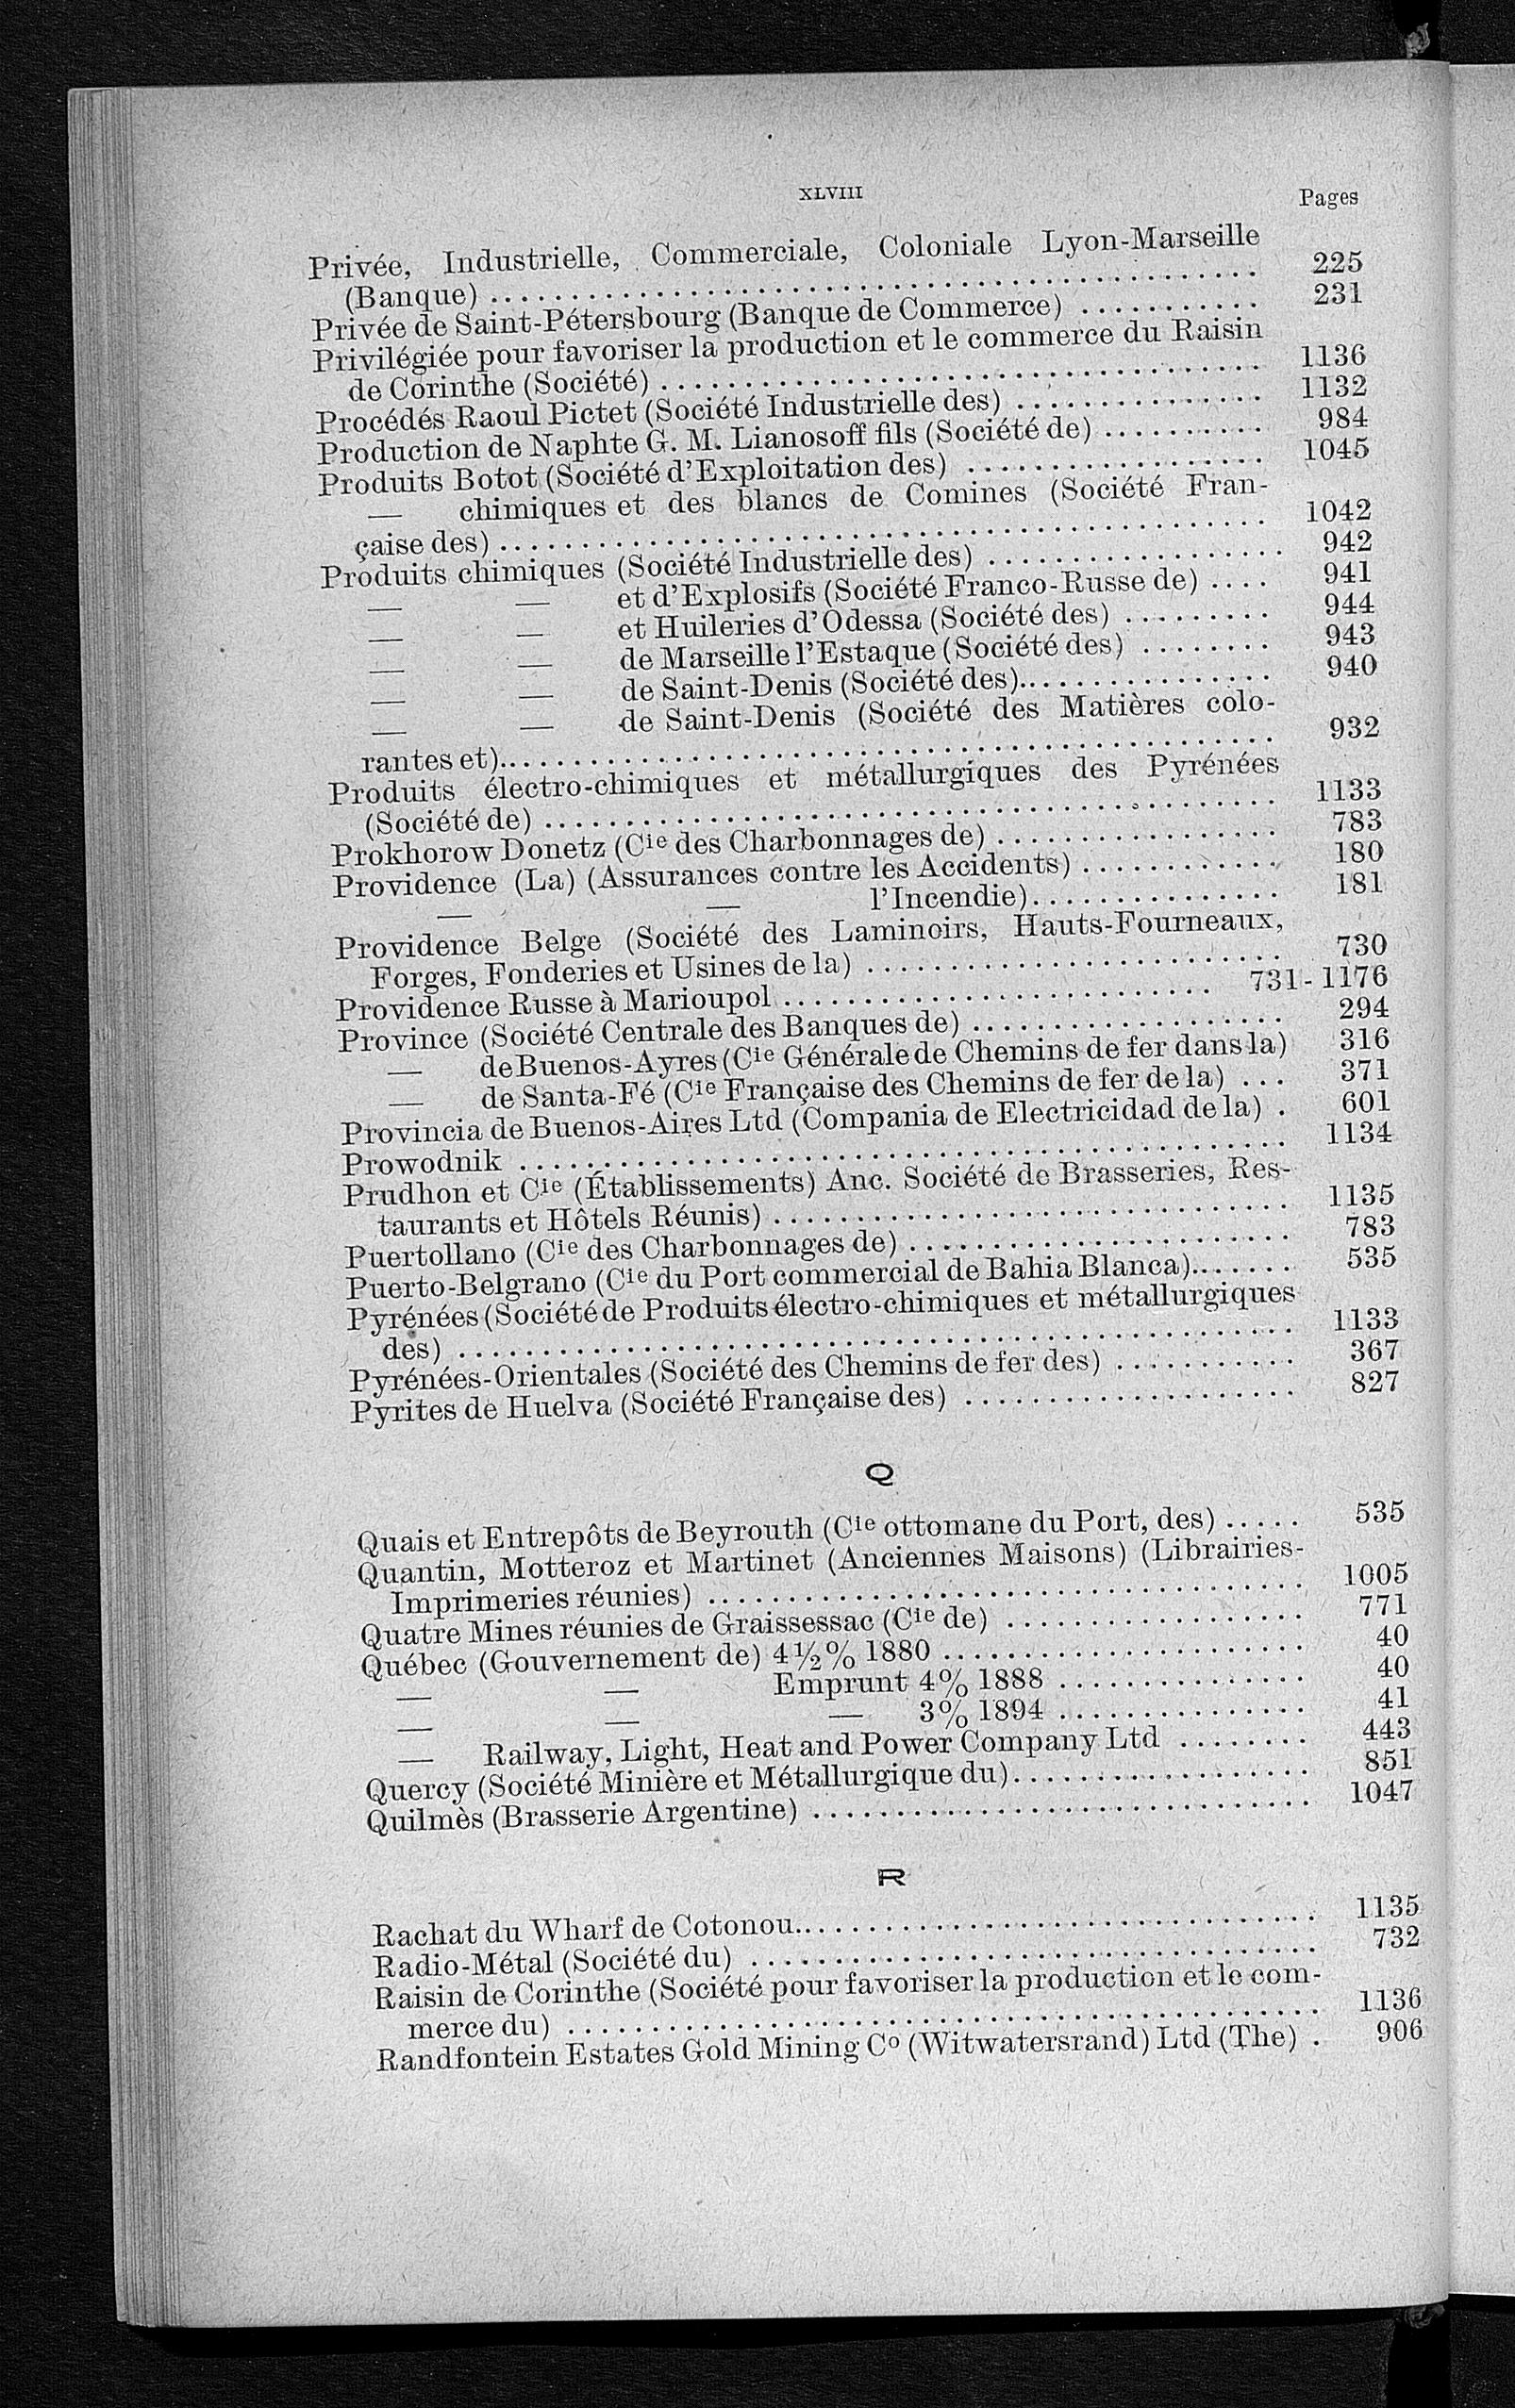 XLVIII
Pages
Privée, Industrielle, Commerciale, Coloniale Lyon-Marseille
(Banque) ........ 225
Privée de Saint-Pétersbourg (Banque de Commerce) ........ 231
Privilégiée pour favoriser la production et le commerce du Raisin
de Corinthe (Société) ........ 1136
Procédés Raoul Pictet (Société Industrielle des) ........ 1132
Production de Naphte G. M. Lianosoff fils (Société de) ........ 984
Produits Botot (Société d'Exploitation des) ........ 1045
— chimiques et des blancs de Comines (Société Fran-
çaise des) ........ 1042
Produits chimiques (Société Industrielle des) ........ 942
— — et d'Explosifs (Société Franco-Russe de) .... 941
— — et Huileries d'Odessa (Société des) ........ 944
— — de Marseille l'Estaque (Société des) ........ 943
— — de Saint-Denis (Société des) ........ 940
— — de Saint-Denis (Société des Matières colo-
rantes et) ........ 932
Produits électro-chimiques et métallurgiques des Pyrénées
(Société de) ........ 1133
Prokhorow Donetz (Cie des Charbonnages de) ........ 783
Providence (La) (Assurances contre les Accidents) ........ 180
— — l'Incendie) ........ 181
Providence Belge (Société des Laminoirs, Hauts-Fourneaux,
Forges, Fonderies et Usines de la) ........ 730
Providence Russe à Marioupol ........ 731-1176
Province (Société Centrale des Banques de) ........ 294
— de Buenos-Ayres (Cie Générale de Chemins de fer dans la) 316
— de Santa-Fé (Cie Française des Chemins de fer de la) ... 371
Provincia de Buenos-Aires Ltd (Compania de Electricidad de la) . 601
Prowodnik ........ 1134
Prudhon et Cie (Établissements) Anc. Société de Brasseries, Res-
taurants et Hôtels Réunis) ........ 1135
Puertollano (Cie des Charbonnages de) ........ 783
Puerto-Belgrano (Cie du Port commercial de Bahia Blanca) ........ 535
Pyrénées (Société de Produits électro-chimiques et métallurgiques
des) ........ 1133
Pyrénées-Orientales (Société des Chemins de fer des) ........ 367
Pyrites de Huelva (Société Française des) ........ 827
Q
Quais et Entrepôts de Beyrouth (Cie ottomane du Port, des) ..... 535
Quantin, Motteroz et Martinet (Anciennes Maisons) (Librairies-
Imprimeries réunies) ........ 1005
Quatre Mines réunies de Graissessac (Cie de) ........ 771
Québec (Gouvernement de) 4½% 1880 ........ 40
— — Emprunt 4% 1888 ........ 40
— — — 3% 1894 ........ 41
— Railway, Light, Heat and Power Company Ltd ........ 443
Quercy (Société Minière et Métallurgique du) ........ 851
Quilmès (Brasserie Argentine) ........ 1047
R
Rachat du Wharf de Cotonou ........ 1135
Radio-Métal (Société du) ........ 732
Raisin de Corinthe (Société pour favoriser la production et le com-
merce du) ........ 1136
Randfontein Estates Gold Mining Co (Witwatersrand) Ltd (The) . 906